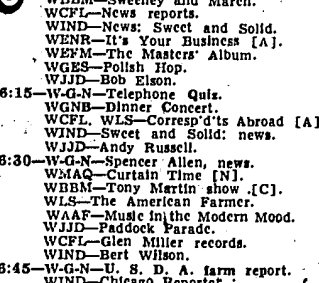 WBBM—Sweeney and March.
WCFL—News reports.
WIND—News: Sweet and Solid.
WENR—It's Your Business [A].
WEFM—The Masters' Album.
WGES—Polish Hop.
WJJD—Bob Elson.
6:15—W-G-N—Telephone Quiz.
WGNB—Dinner Concert.
WCFL, WLS—Corresp'd'ts Abroad [A]
WIND—Sweet and Solid: news.
WJJD—Andy Russell.
6:30—W-G-N—Spencer Allen, news.
WMAQ—Curtain Time [N].
WBBM—Tony Martin show .[C].
WLS—The American Farmer.
WAAF—Music in the Modern Mood.
WJJD—Paddock Parade.
WCFL—Glen Miller records.
WIND—Bert Wilson.
6:45—W-G-N—U. S. D. A. farm report.
WIND—Chicago Reporter